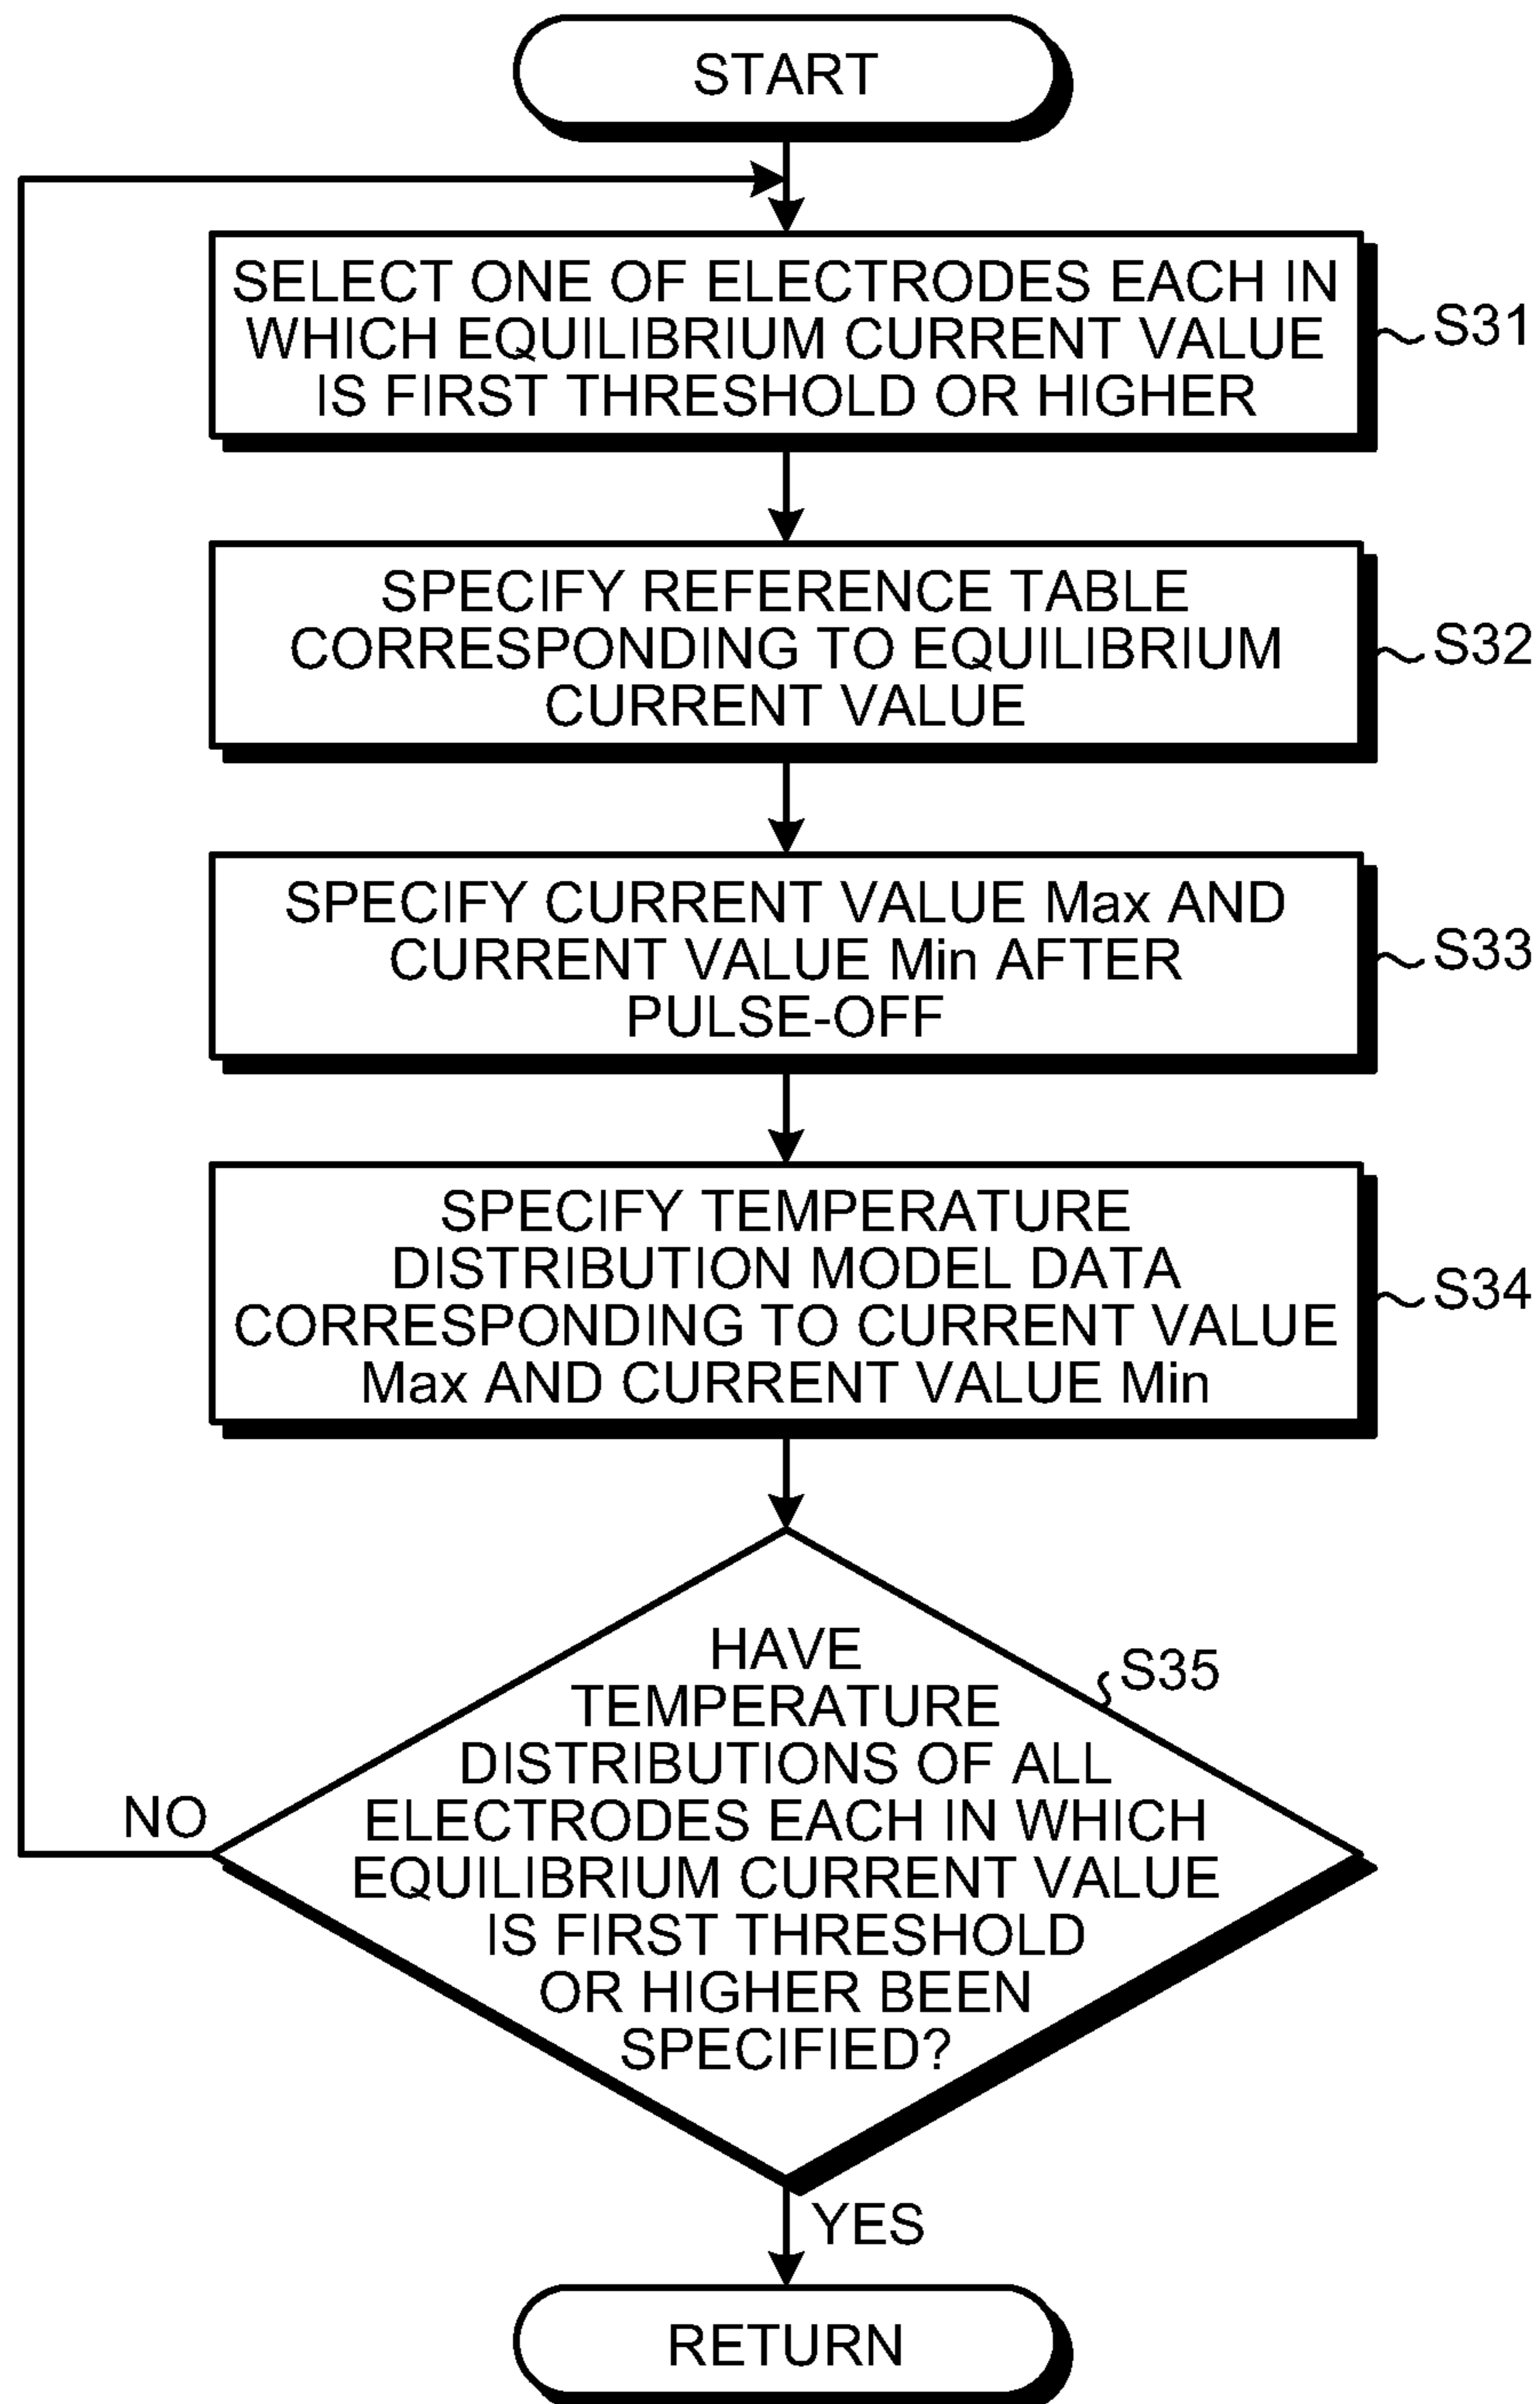 START
SELECT ONE OF ELECTRODES EACH IN
WHICH EQUILIBRIUM CURRENT VALUE
IS FIRST THRESHOLD OR HIGHER
S31
SPECIFY REFERENCE TABLE
CORRESPONDING TO EQUILIBRIUM
CURRENT VALUE
S32
SPECIFY CURRENT VALUE Max AND
CURRENT VALUE Min AFTER
PULSE-OFF
S33
SPECIFY TEMPERATURE
DISTRIBUTION MODEL DATA
CORRESPONDING TO CURRENT VALUE
Max AND CURRENT VALUE Min
S34
HAVE
TEMPERATURE
DISTRIBUTIONS OF ALL
ELECTRODES EACH IN WHICH
EQUILIBRIUM CURRENT VALUE
IS FIRST THRESHOLD
OR HIGHER BEEN
SPECIFIED?
S35
NO
YES
RETURN